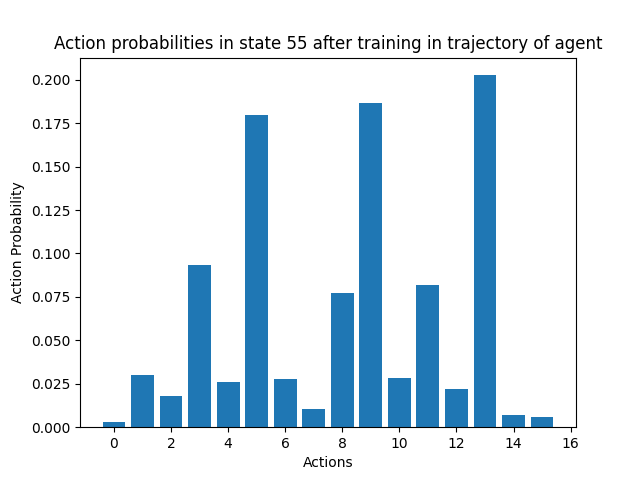 Action probabilities in state 55 after training in trajectory of agent
0.200
0.175
0.150
0.125
0.100
0.075
0.050
0.025
0.000
Action Probability
0 2 4 6 8 10 12 14 16
Actions